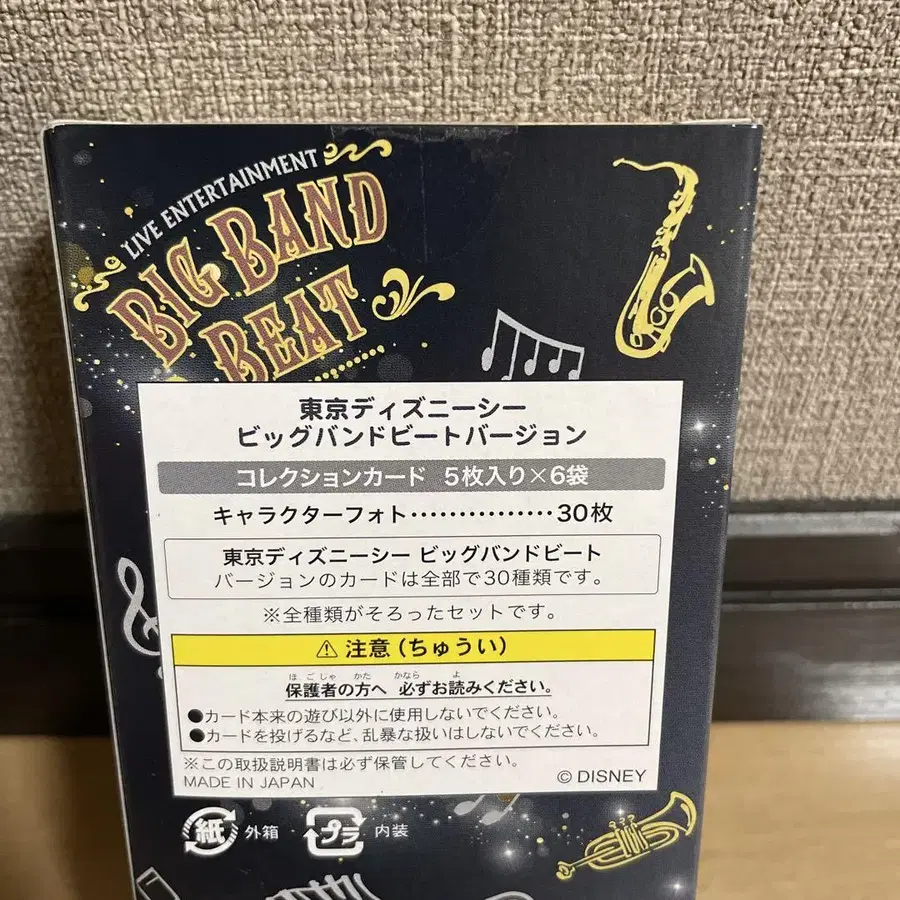 LIVE ENTERTAINMENT
BIG BAND
BEAT
東京ディズニーシー
ビッグバンドビートバージョン
コレクションカード 5枚入り×6袋
キャラクターフォト……………30枚
東京ディズニーシー ビッグバンドビート
バージョンのカードは全部で30種類です。
※全種類がそろったセットです。
⚠ 注意(ちゅうい)
ほごしゃ かた かなら よ
保護者の方へ 必ずお読みください。
●カード本来の遊び以外に使用しないでください。
●カードを投げるなど、乱暴な扱いはしないでください。
※この取扱説明書は必ず保管してください。
MADE IN JAPAN
© DISNEY
紙 外箱 プラ 内装